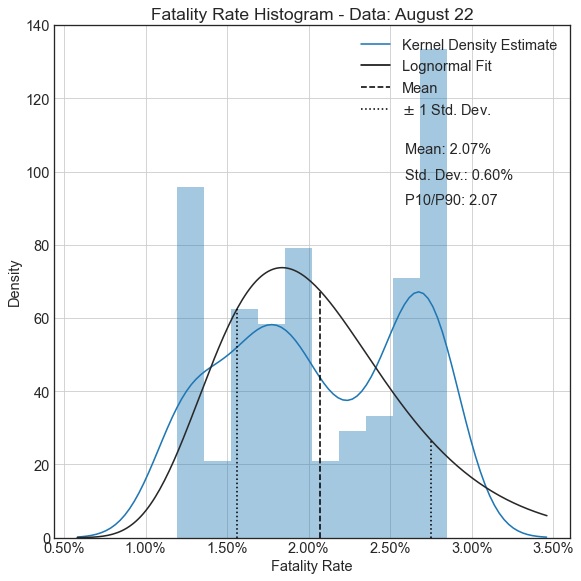 Fatality Rate Histogram - Data: August 22
Kernel Density Estimate
Lognormal Fit
Mean
± 1 Std. Dev.
Mean: 2.07%
Std. Dev.: 0.60%
P10/P90: 2.07
140
120
100
80
60
40
20
0
Density
0.50% 1.00% 1.50% 2.00% 2.50% 3.00% 3.50%
Fatality Rate